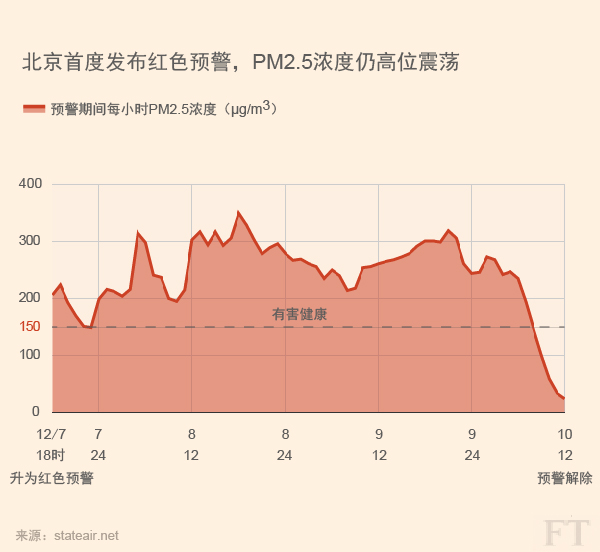 北京首度发布红色预警，PM2.5浓度仍高位震荡
预警期间每小时PM2.5浓度（μg/m3）
400
300
200
150
100
0
有害健康
12/7 7 8 8 9 9 10
18时 24 12 24 12 24 12
升为红色预警 预警解除
来源：stateair.net
FT